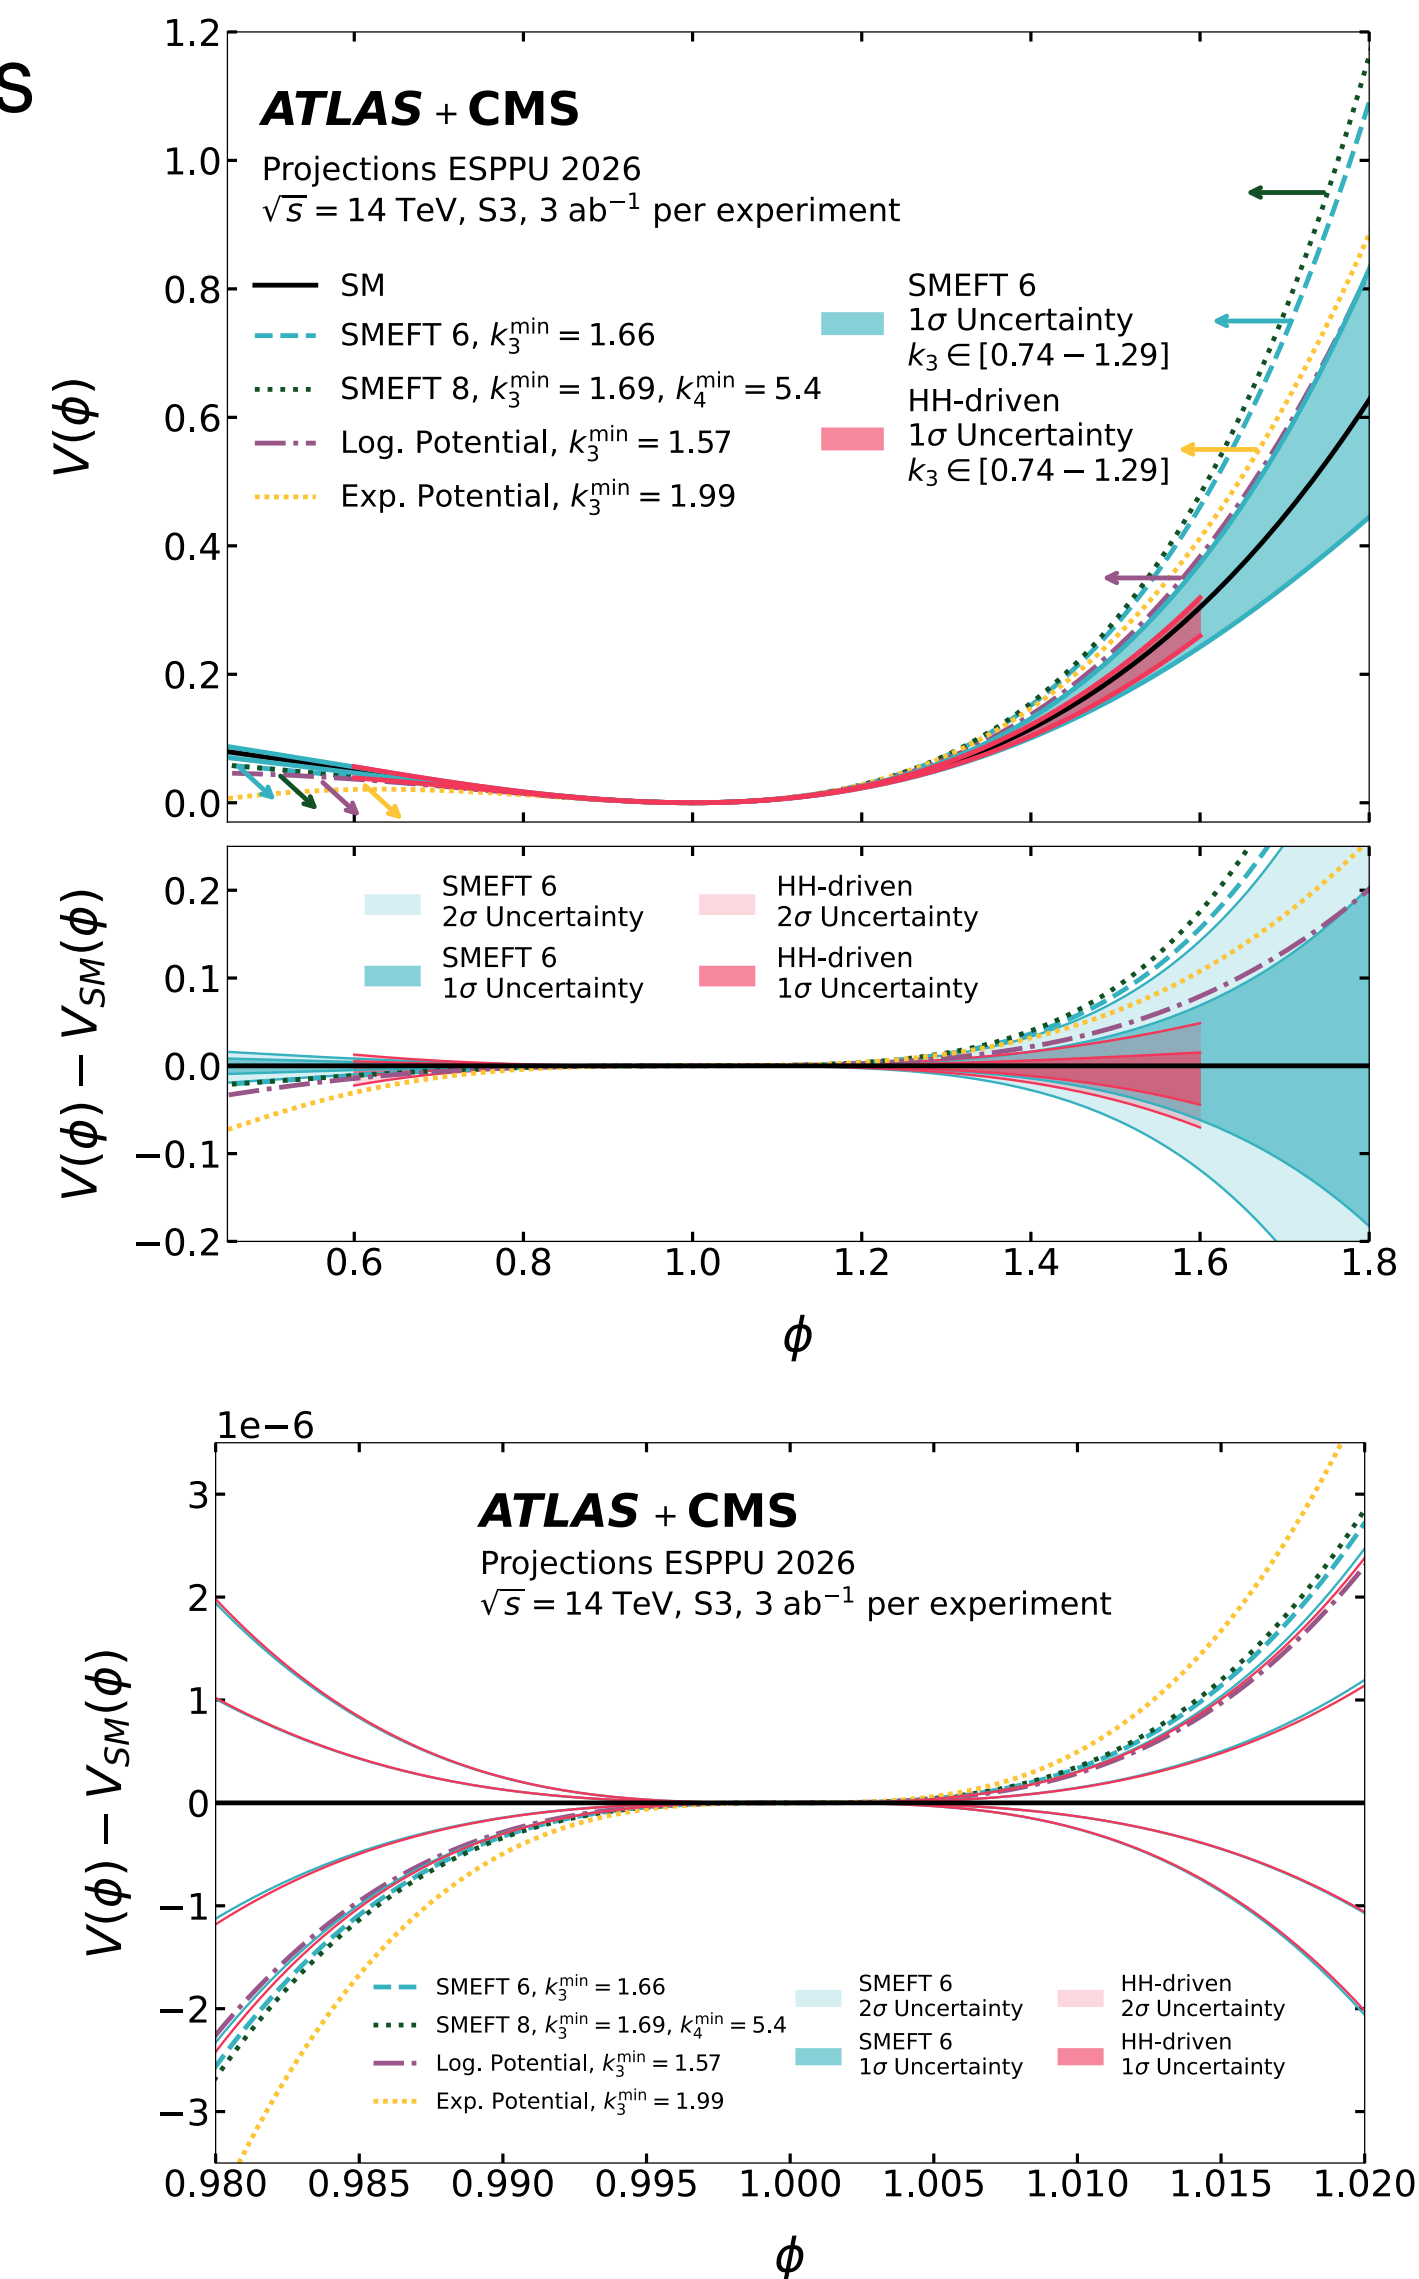 s
1.2
1.0
0.8
0.6
0.4
0.2
0.0
V(ϕ)
ATLAS + CMS
Projections ESPPU 2026
√s = 14 TeV, S3, 3 ab⁻¹ per experiment
SM
SMEFT 6, k₃^min = 1.66
SMEFT 8, k₃^min = 1.69, k₄^min = 5.4
Log. Potential, k₃^min = 1.57
Exp. Potential, k₃^min = 1.99
SMEFT 6
1σ Uncertainty
k₃ ∈ [0.74 − 1.29]
HH-driven
1σ Uncertainty
k₃ ∈ [0.74 − 1.29]
0.2
0.1
0.0
−0.1
−0.2
V(ϕ) − V_SM(ϕ)
SMEFT 6
2σ Uncertainty
SMEFT 6
1σ Uncertainty
HH-driven
2σ Uncertainty
HH-driven
1σ Uncertainty
0.6 0.8 1.0 1.2 1.4 1.6 1.8
ϕ
1e−6
3
2
1
0
−1
−2
−3
V(ϕ) − V_SM(ϕ)
ATLAS + CMS
Projections ESPPU 2026
√s = 14 TeV, S3, 3 ab⁻¹ per experiment
SMEFT 6, k₃^min = 1.66
SMEFT 8, k₃^min = 1.69, k₄^min = 5.4
Log. Potential, k₃^min = 1.57
Exp. Potential, k₃^min = 1.99
SMEFT 6
2σ Uncertainty
SMEFT 6
1σ Uncertainty
HH-driven
2σ Uncertainty
HH-driven
1σ Uncertainty
0.980 0.985 0.990 0.995 1.000 1.005 1.010 1.015 1.020
ϕ